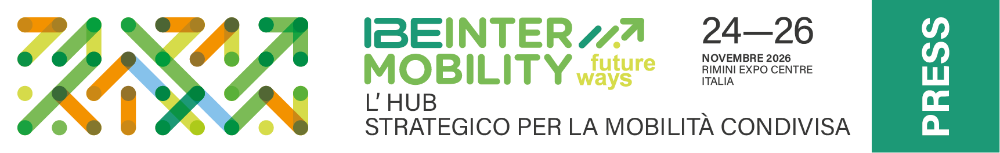 IBEINTER
MOBILITY
future
ways
L' HUB
STRATEGICO PER LA MOBILITÀ CONDIVISA
24—26
NOVEMBRE 2026
RIMINI EXPO CENTRE
ITALIA
PRESS